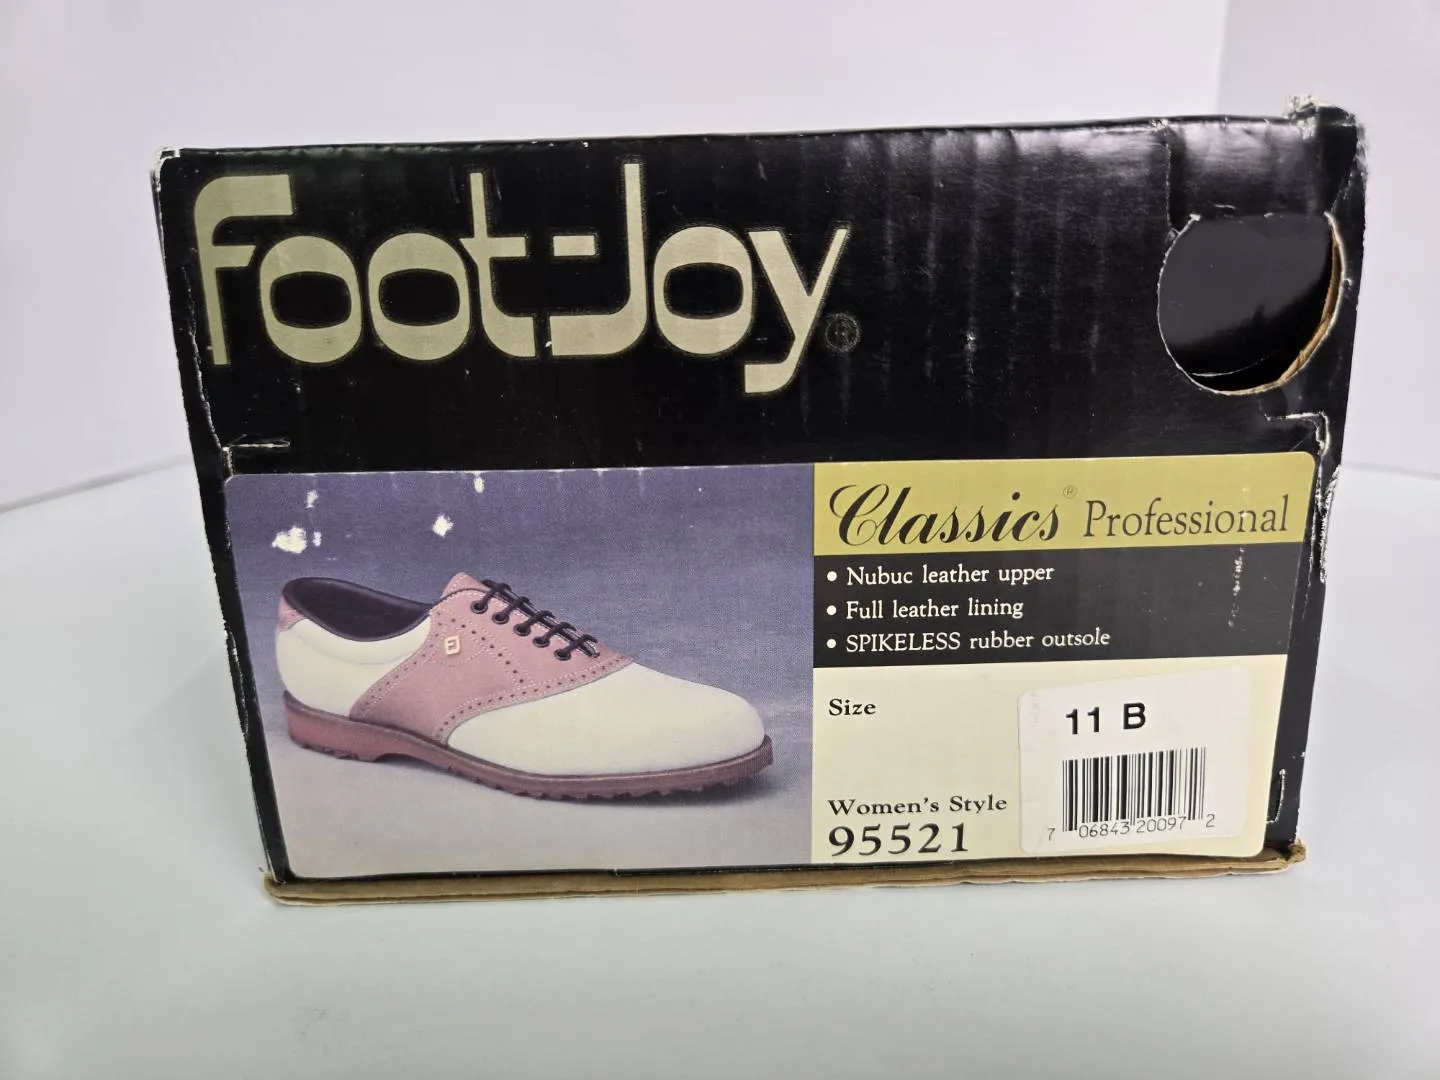 Foot-Joy®
Classics® Professional
• Nubuc leather upper
• Full leather lining
• SPIKELESS rubber outsole
Size
11 B
Women's Style
95521
7 06843 20097 2
FJ